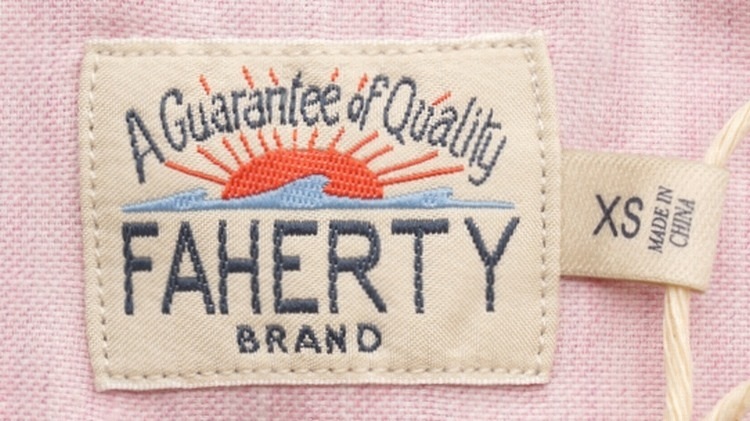 A Guarantee of Quality
FAHERTY
BRAND
XS
MADE IN
CHINA